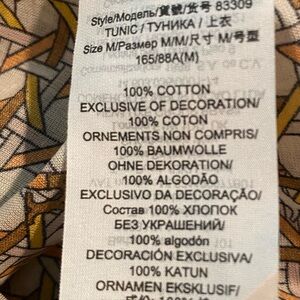 Style/Модель/貨號/货号 83309
TUNIC / ТУНИКА / 上衣
Size M/Размер M/M/尺寸 M/号型
165/88A(M)
100% COTTON
EXCLUSIVE OF DECORATION/
100% COTON
ORNEMENTS NON COMPRIS/
100% BAUMWOLLE
OHNE DEKORATION/
100% ALGODÃO
EXCLUSIVO DA DECORAÇÃO/
Состав 100% ХЛОПОК
БЕЗ УКРАШЕНИЙ/
100% algodón
DECORACIÓN EXCLUSIVA/
100% KATUN
ORNAMEN EKSKLUSIF/